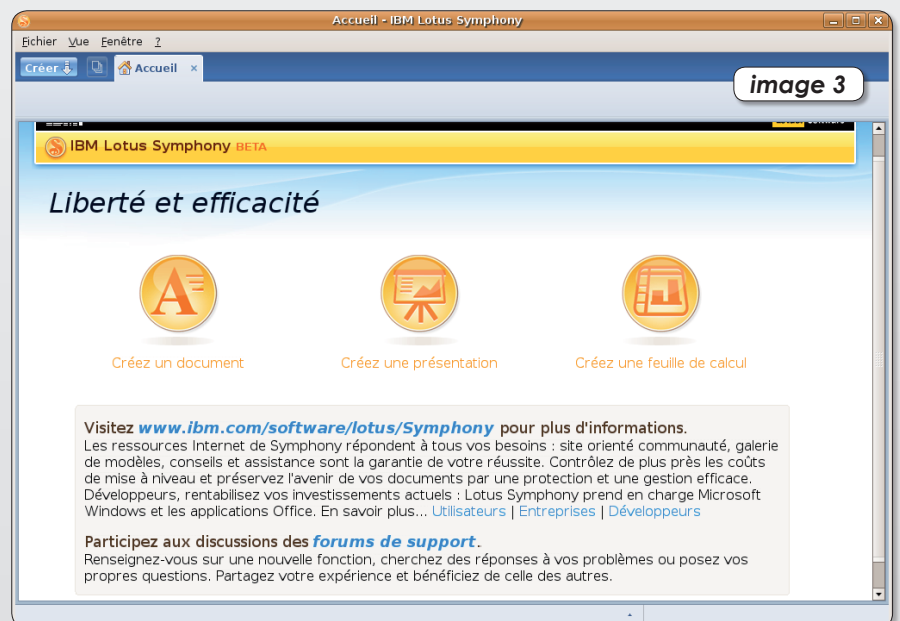 Accueil - IBM Lotus Symphony
Fichier Vue Fenêtre ?
Créer Accueil ×
image 3
IBM Lotus Symphony BETA
Liberté et efficacité
Créez un document Créez une présentation Créez une feuille de calcul
Visitez www.ibm.com/software/lotus/Symphony pour plus d'informations.
Les ressources Internet de Symphony répondent à tous vos besoins : site orienté communauté, galerie
de modèles, conseils et assistance sont la garantie de votre réussite. Contrôlez de plus près les coûts
de mise à niveau et préservez l'avenir de vos documents par une protection et une gestion efficace.
Développeurs, rentabilisez vos investissements actuels : Lotus Symphony prend en charge Microsoft
Windows et les applications Office. En savoir plus... Utilisateurs | Entreprises | Développeurs
Participez aux discussions des forums de support.
Renseignez-vous sur une nouvelle fonction, cherchez des réponses à vos problèmes ou posez vos
propres questions. Partagez votre expérience et bénéficiez de celle des autres.